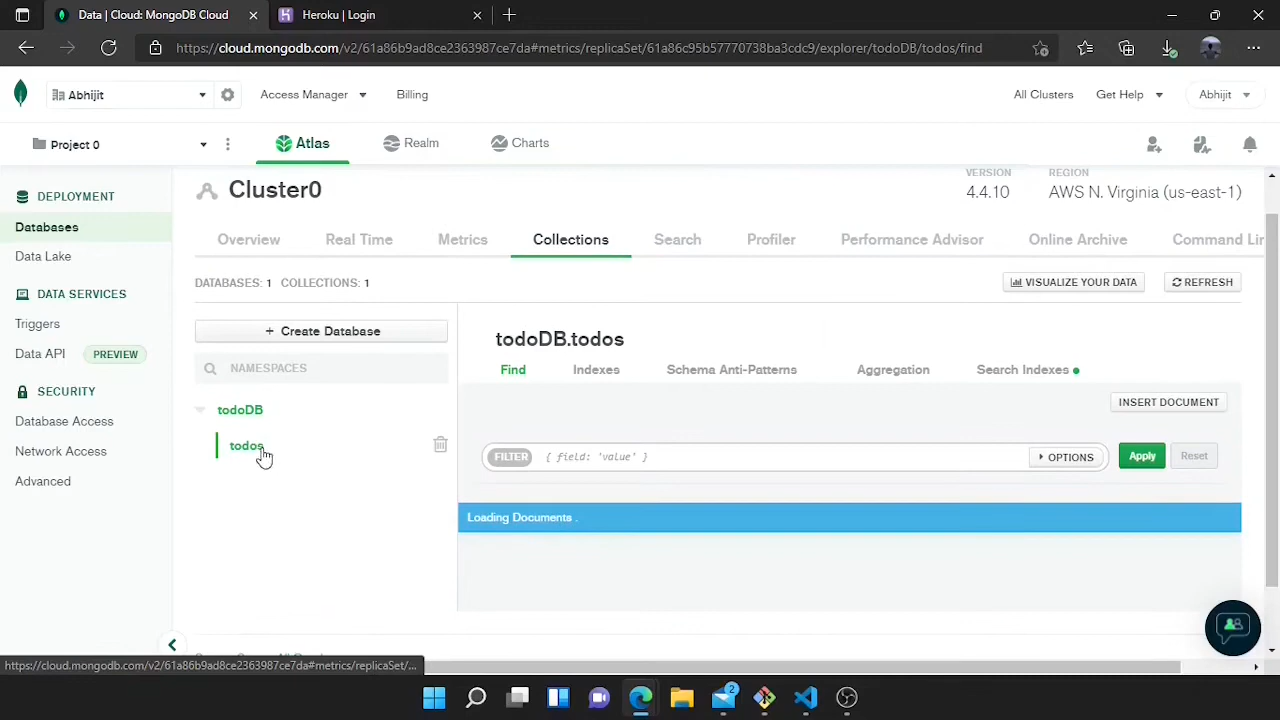 Data | Cloud: MongoDB Cloud
Heroku | Login
https://cloud.mongodb.com/v2/61a86b9ad8ce2363987ce7da#metrics/replicaSet/61a86c95b57770738ba3cdc9/explorer/todoDB/todos/find
Abhijit
Access Manager
Billing
All Clusters
Get Help
Abhijit
Project 0
Atlas
Realm
Charts
DEPLOYMENT
Databases
Data Lake
DATA SERVICES
Triggers
Data API PREVIEW
SECURITY
Database Access
Network Access
Advanced
Cluster0
VERSION
4.4.10
REGION
AWS N. Virginia (us-east-1)
Overview
Real Time
Metrics
Collections
Search
Profiler
Performance Advisor
Online Archive
Command Lin
DATABASES: 1 COLLECTIONS: 1
VISUALIZE YOUR DATA
REFRESH
+ Create Database
NAMESPACES
todoDB
todos
todoDB.todos
Find
Indexes
Schema Anti-Patterns
Aggregation
Search Indexes
INSERT DOCUMENT
FILTER { field: 'value' }
OPTIONS
Apply
Reset
Loading Documents .
https://cloud.mongodb.com/v2/61a86b9ad8ce2363987ce7da#metrics/replicaSet/...
2